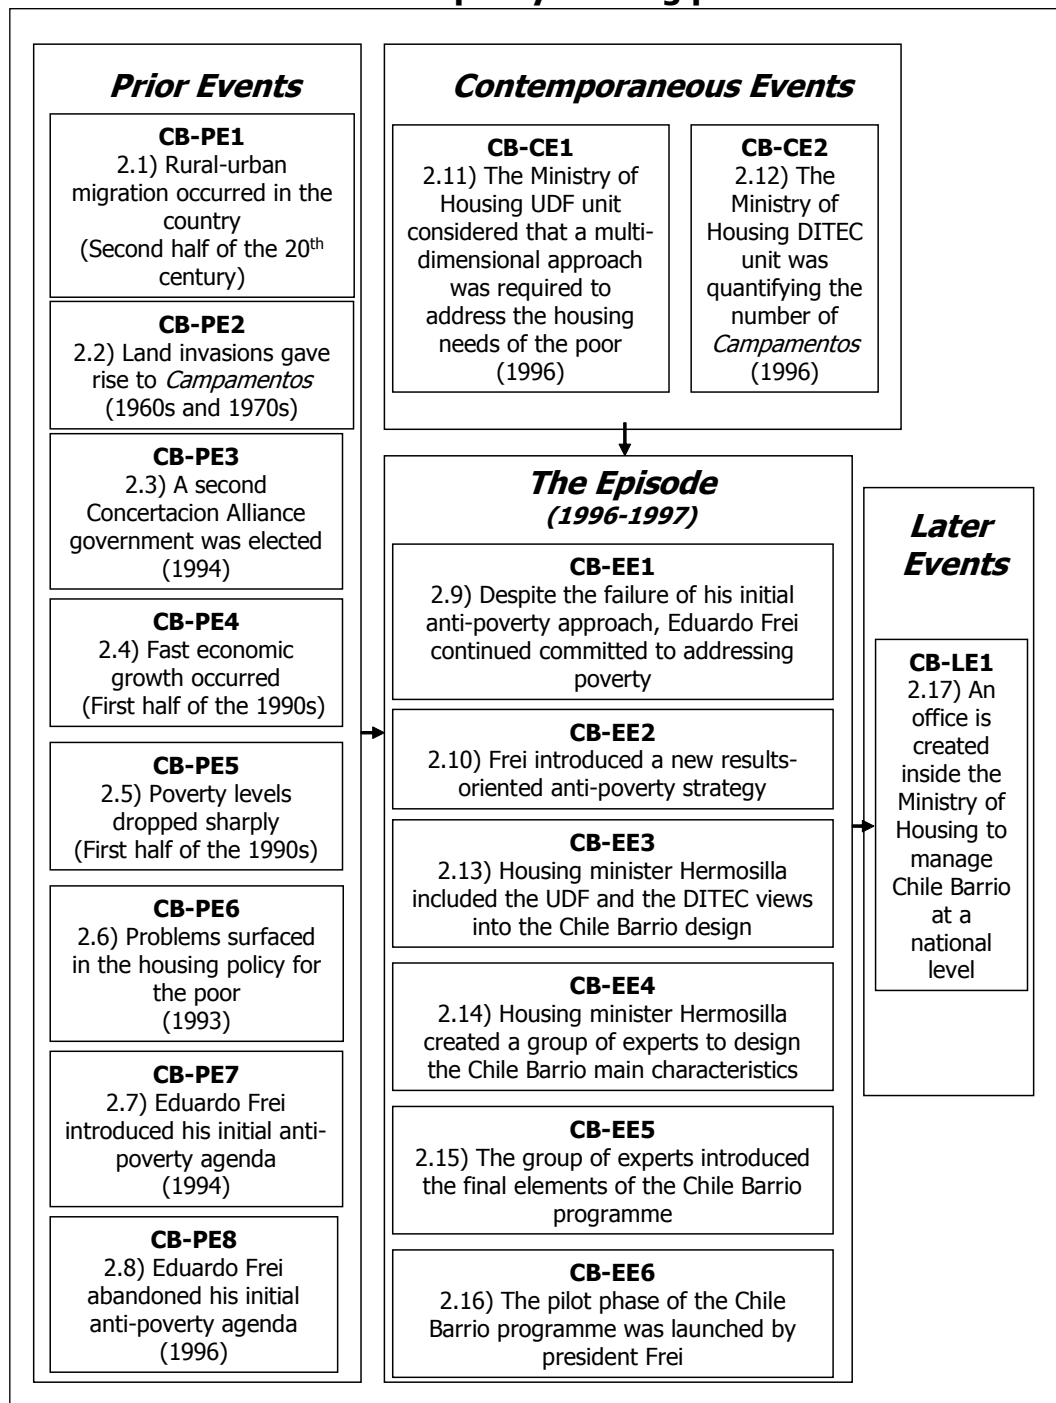 Prior Events
CB-PE1
2.1) Rural-urban
migration occurred in the
country
(Second half of the 20th
century)
CB-PE2
2.2) Land invasions gave
rise to Campamentos
(1960s and 1970s)
CB-PE3
2.3) A second
Concertacion Alliance
government was elected
(1994)
CB-PE4
2.4) Fast economic
growth occurred
(First half of the 1990s)
CB-PE5
2.5) Poverty levels
dropped sharply
(First half of the 1990s)
CB-PE6
2.6) Problems surfaced
in the housing policy for
the poor
(1993)
CB-PE7
2.7) Eduardo Frei
introduced his initial anti-
poverty agenda
(1994)
CB-PE8
2.8) Eduardo Frei
abandoned his initial
anti-poverty agenda
(1996)
Contemporaneous Events
CB-CE1
2.11) The Ministry of
Housing UDF unit
considered that a multi-
dimensional approach
was required to
address the housing
needs of the poor
(1996)
CB-CE2
2.12) The
Ministry of
Housing DITEC
unit was
quantifying the
number of
Campamentos
(1996)
The Episode
(1996-1997)
CB-EE1
2.9) Despite the failure of his initial
anti-poverty approach, Eduardo Frei
continued committed to addressing
poverty
CB-EE2
2.10) Frei introduced a new results-
oriented anti-poverty strategy
CB-EE3
2.13) Housing minister Hermosilla
included the UDF and the DITEC views
into the Chile Barrio design
CB-EE4
2.14) Housing minister Hermosilla
created a group of experts to design
the Chile Barrio main characteristics
CB-EE5
2.15) The group of experts introduced
the final elements of the Chile Barrio
programme
CB-EE6
2.16) The pilot phase of the Chile
Barrio programme was launched by
president Frei
Later
Events
CB-LE1
2.17) An
office is
created
inside the
Ministry of
Housing to
manage
Chile Barrio
at a
national
level